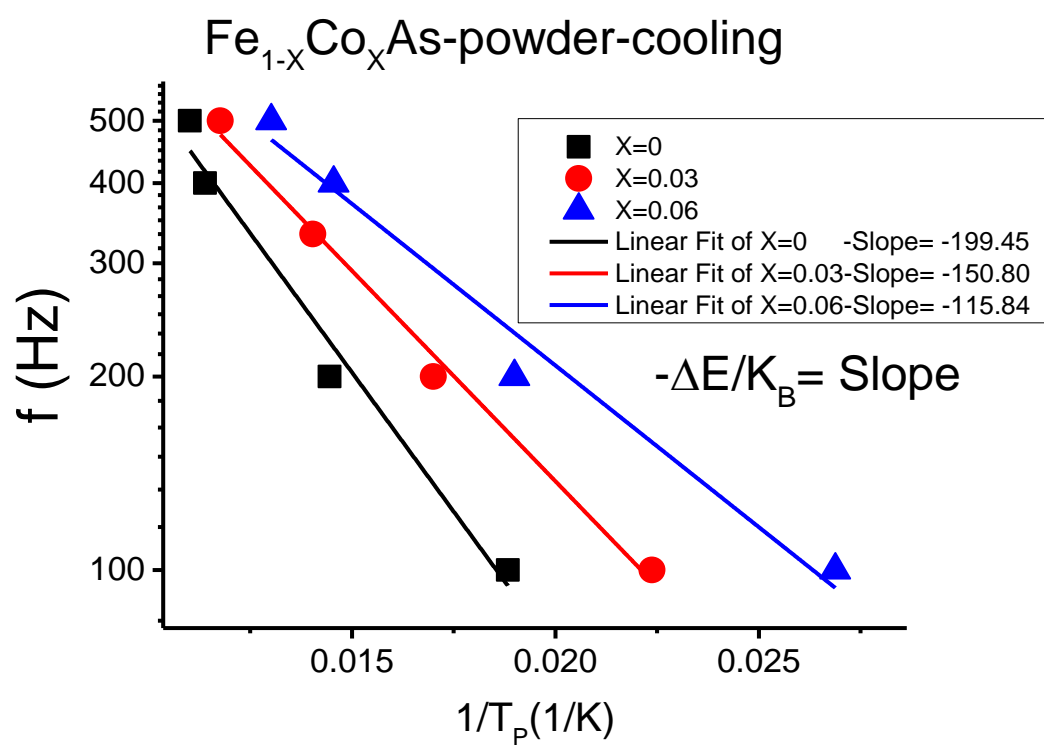 Fe1-XCoXAs-powder-cooling
500
400
300
200
100
f (Hz)
X=0
X=0.03
X=0.06
Linear Fit of X=0 -Slope= -199.45
Linear Fit of X=0.03-Slope= -150.80
Linear Fit of X=0.06-Slope= -115.84
-ΔE/KB= Slope
0.015 0.020 0.025
1/TP(1/K)